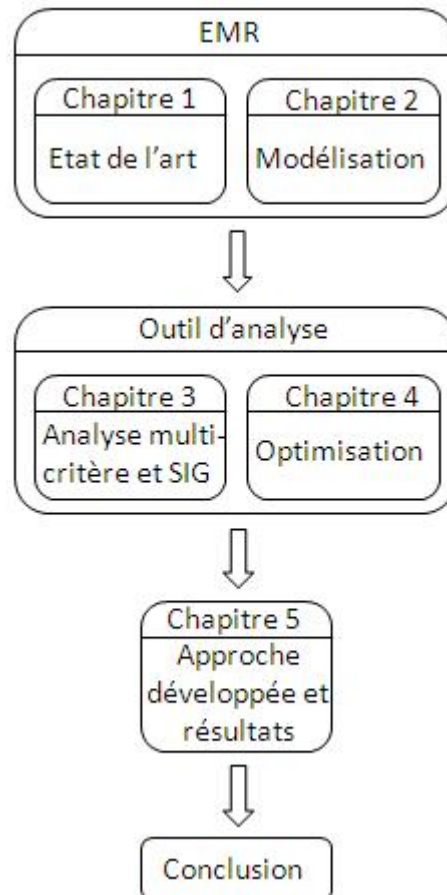 EMR
Chapitre 1
Etat de l'art
Chapitre 2
Modélisation
Outil d'analyse
Chapitre 3
Analyse multi-
critère et SIG
Chapitre 4
Optimisation
Chapitre 5
Approche
développée et
résultats
Conclusion